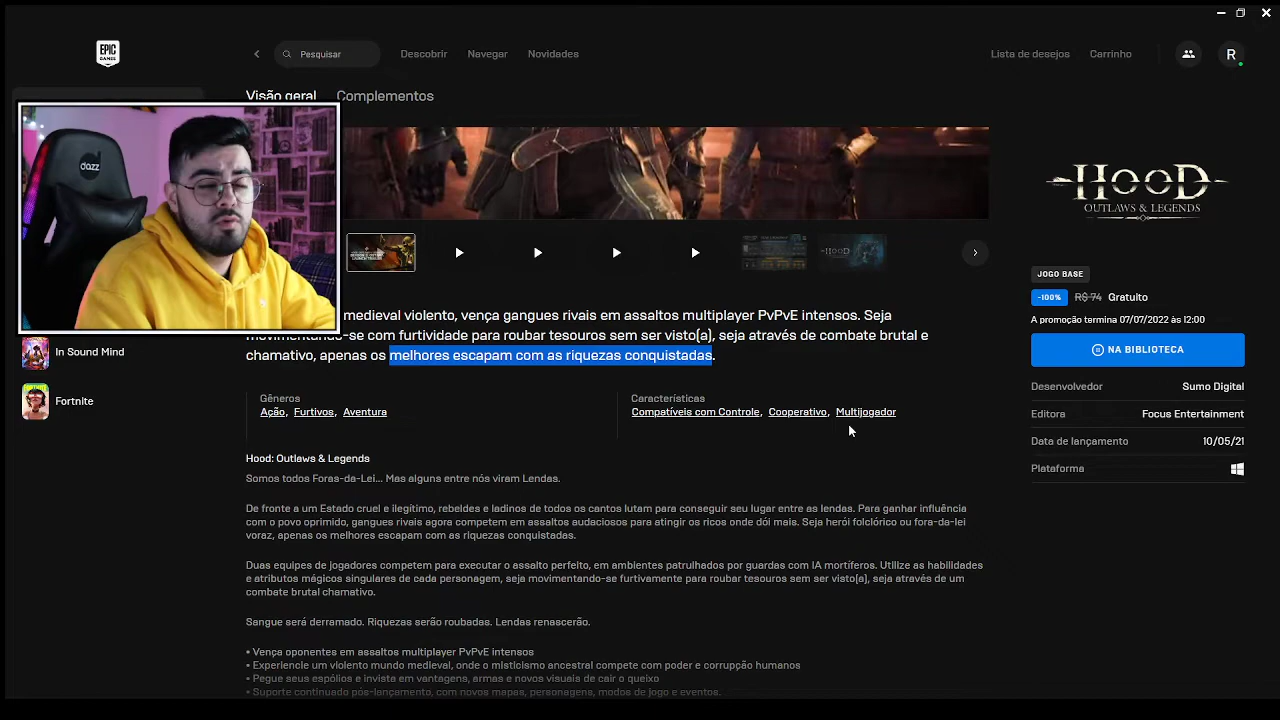 EPIC
GAMES
Pesquisar
Descobrir
Navegar
Novidades
Lista de desejos
Carrinho
R
Visão geral
Complementos
dazz
HOOD
OUTLAWS & LEGENDS
medieval violento, vença gangues rivais em assaltos multiplayer PvPvE intensos. Seja
movimentando-se com furtividade para roubar tesouros sem ser visto(a), seja através de combate brutal e
chamativo, apenas os melhores escapam com as riquezas conquistadas.
In Sound Mind
Fortnite
Gêneros
Ação, Furtivos, Aventura
Características
Compatíveis com Controle, Cooperativo, Multijogador
JOGO BASE
-100% R$ 74 Gratuito
A promoção termina 07/07/2022 às 12:00
NA BIBLIOTECA
Desenvolvedor Sumo Digital
Editora Focus Entertainment
Data de lançamento 10/05/21
Plataforma
Hood: Outlaws & Legends
Somos todos Foras-da-Lei... Mas alguns entre nós viram Lendas.
De fronte a um Estado cruel e ilegítimo, rebeldes e ladinos de todos os cantos lutam para conseguir seu lugar entre as lendas. Para ganhar influência
com o povo oprimido, gangues rivais agora competem em assaltos audaciosos para atingir os ricos onde dói mais. Seja herói folclórico ou fora-da-lei
voraz, apenas os melhores escapam com as riquezas conquistadas.
Duas equipes de jogadores competem para executar o assalto perfeito, em ambientes patrulhados por guardas com IA mortíferos. Utilize as habilidades
e atributos mágicos singulares de cada personagem, seja movimentando-se furtivamente para roubar tesouros sem ser visto(a), seja através de um
combate brutal chamativo.
Sangue será derramado. Riquezas serão roubadas. Lendas renascerão.
• Vença oponentes em assaltos multiplayer PvPvE intensos
• Experiencie um violento mundo medieval, onde o misticismo ancestral compete com poder e corrupção humanos
• Pegue seus espólios e invista em vantagens, armas e novos visuais de cair o queixo
• Suporte continuado pós-lançamento, com novos mapas, personagens, modos de jogo e eventos.